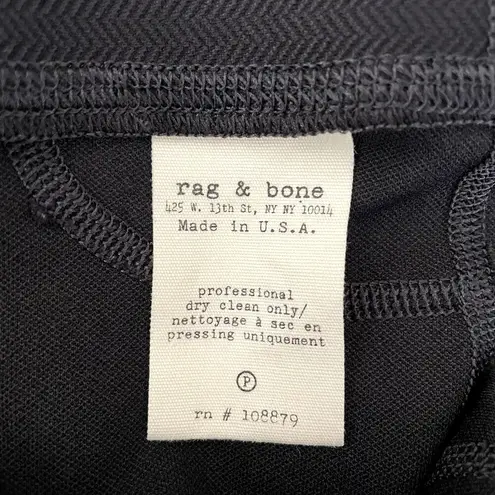 rag & bone
425 W. 13th St, NY NY 10014
Made in U.S.A.
professional
dry clean only/
nettoyage à sec en
pressing uniquement
P
rn # 108879